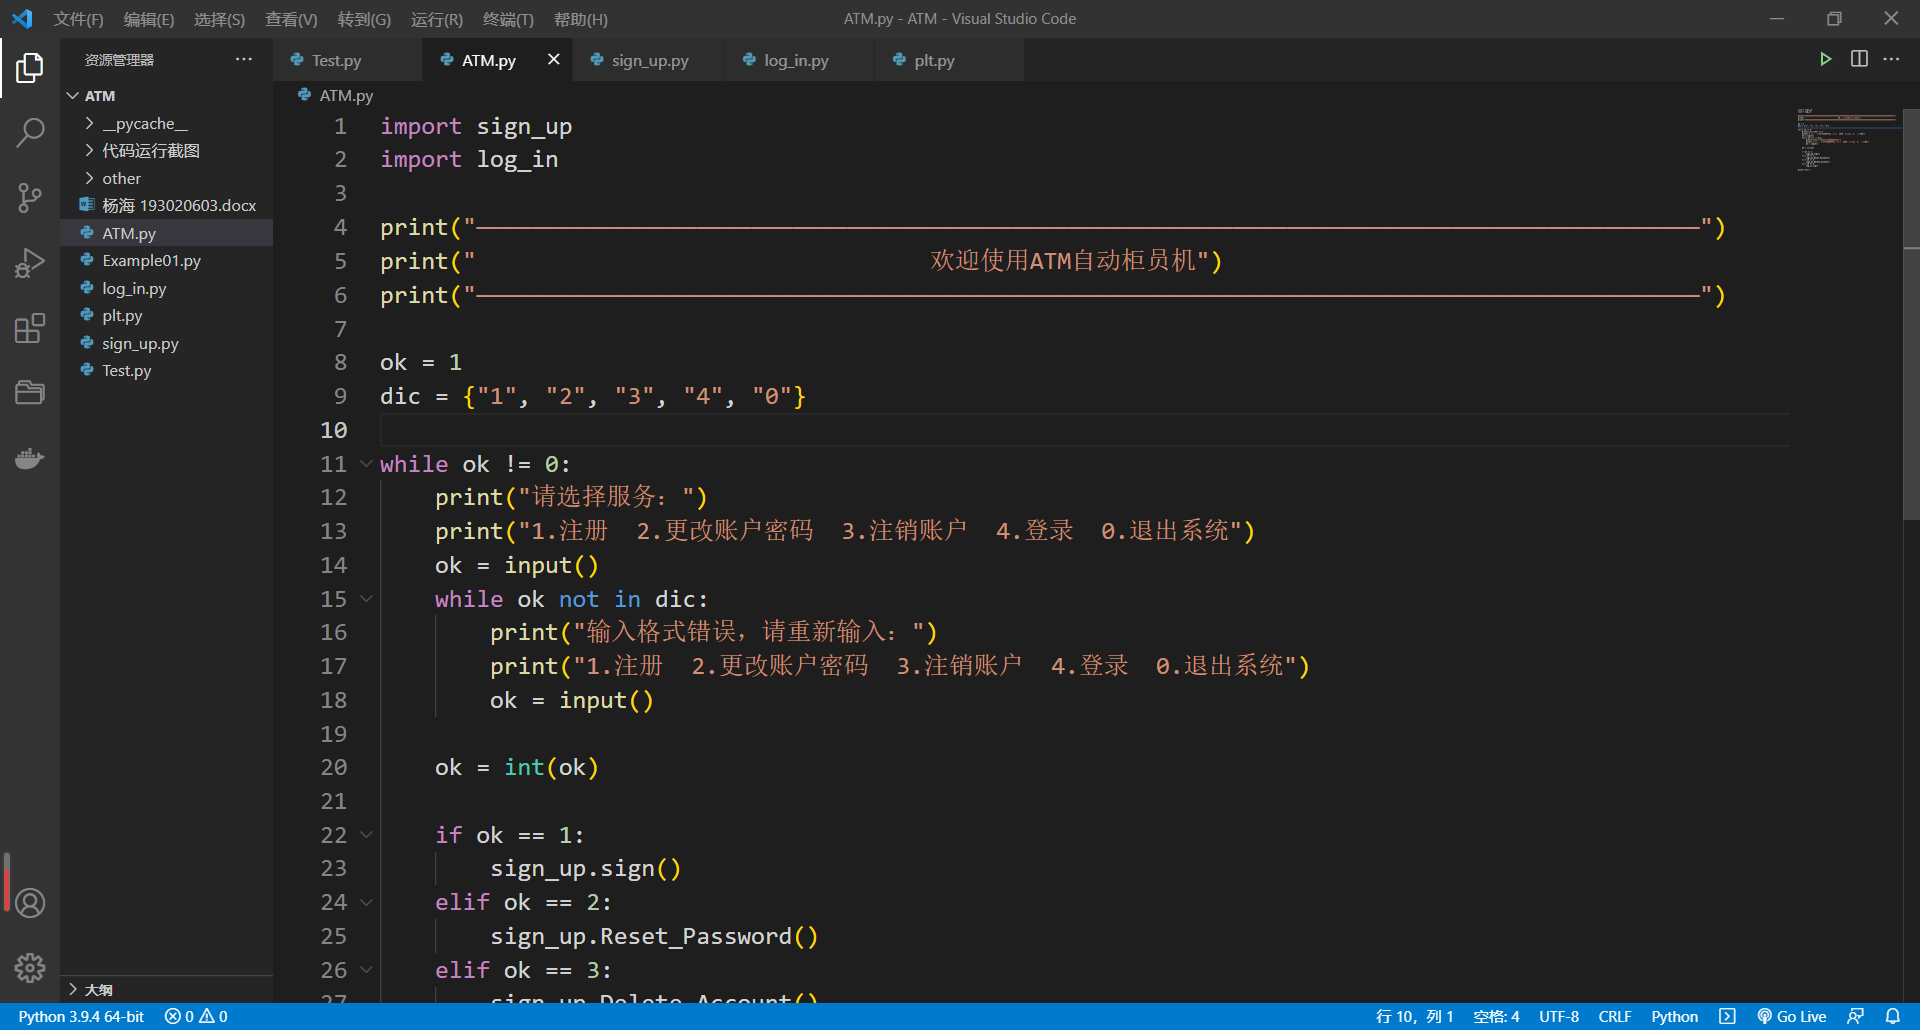 文件(F) 编辑(E) 选择(S) 查看(V) 转到(G) 运行(R) 终端(T) 帮助(H) ATM.py - ATM - Visual Studio Code
资源管理器
Test.py ATM.py sign_up.py log_in.py plt.py
ATM
__pycache__
代码运行截图
other
杨海 193020603.docx
ATM.py
Example01.py
log_in.py
plt.py
sign_up.py
Test.py
大纲
ATM.py
1 import sign_up
2 import log_in
3
4 print("————————————————————————————————————————————————")
5 print("                                 欢迎使用ATM自动柜员机")
6 print("————————————————————————————————————————————————")
7
8 ok = 1
9 dic = {"1", "2", "3", "4", "0"}
10
11 while ok != 0:
12     print("请选择服务：")
13     print("1.注册  2.更改账户密码  3.注销账户  4.登录  0.退出系统")
14     ok = input()
15     while ok not in dic:
16         print("输入格式错误，请重新输入：")
17         print("1.注册  2.更改账户密码  3.注销账户  4.登录  0.退出系统")
18         ok = input()
19
20     ok = int(ok)
21
22     if ok == 1:
23         sign_up.sign()
24     elif ok == 2:
25         sign_up.Reset_Password()
26     elif ok == 3:
27         sign_up.Delete_Account()
Python 3.9.4 64-bit 0 0 行 10，列 1 空格: 4 UTF-8 CRLF Python Go Live